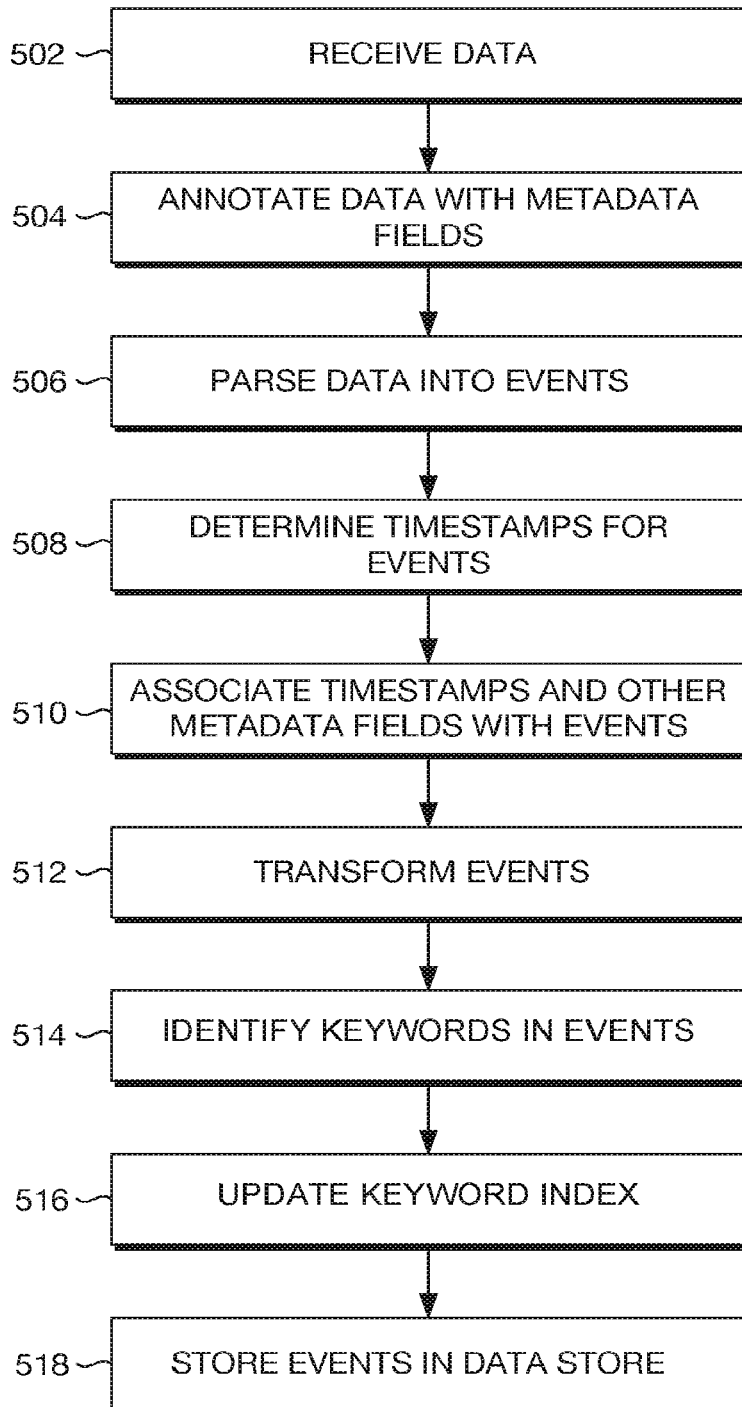 502
RECEIVE DATA
504
ANNOTATE DATA WITH METADATA
FIELDS
506
PARSE DATA INTO EVENTS
508
DETERMINE TIMESTAMPS FOR
EVENTS
510
ASSOCIATE TIMESTAMPS AND OTHER
METADATA FIELDS WITH EVENTS
512
TRANSFORM EVENTS
514
IDENTIFY KEYWORDS IN EVENTS
516
UPDATE KEYWORD INDEX
518
STORE EVENTS IN DATA STORE